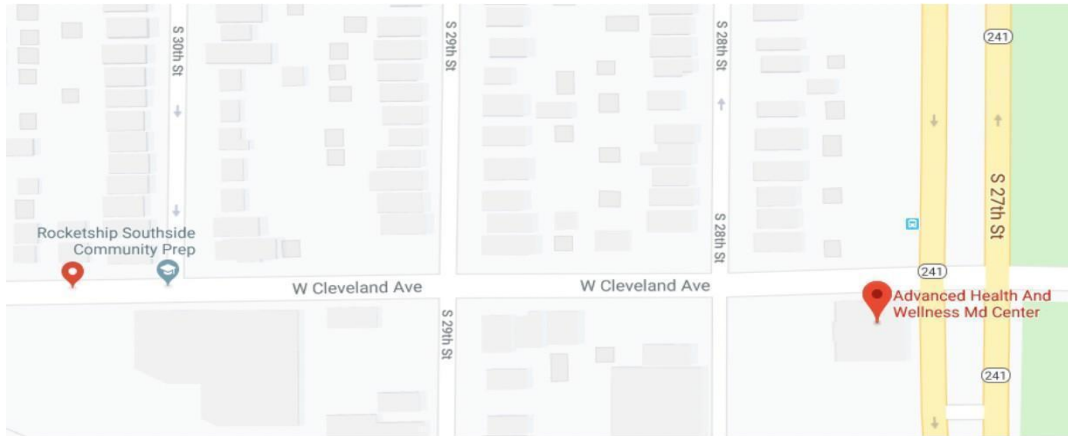 S 30th St
S 29th St
S 28th St
241
S 27th St
Rocketship Southside
Community Prep
S 28th St
241
W Cleveland Ave
W Cleveland Ave
Advanced Health And
Wellness Md Center
S 29th St
241